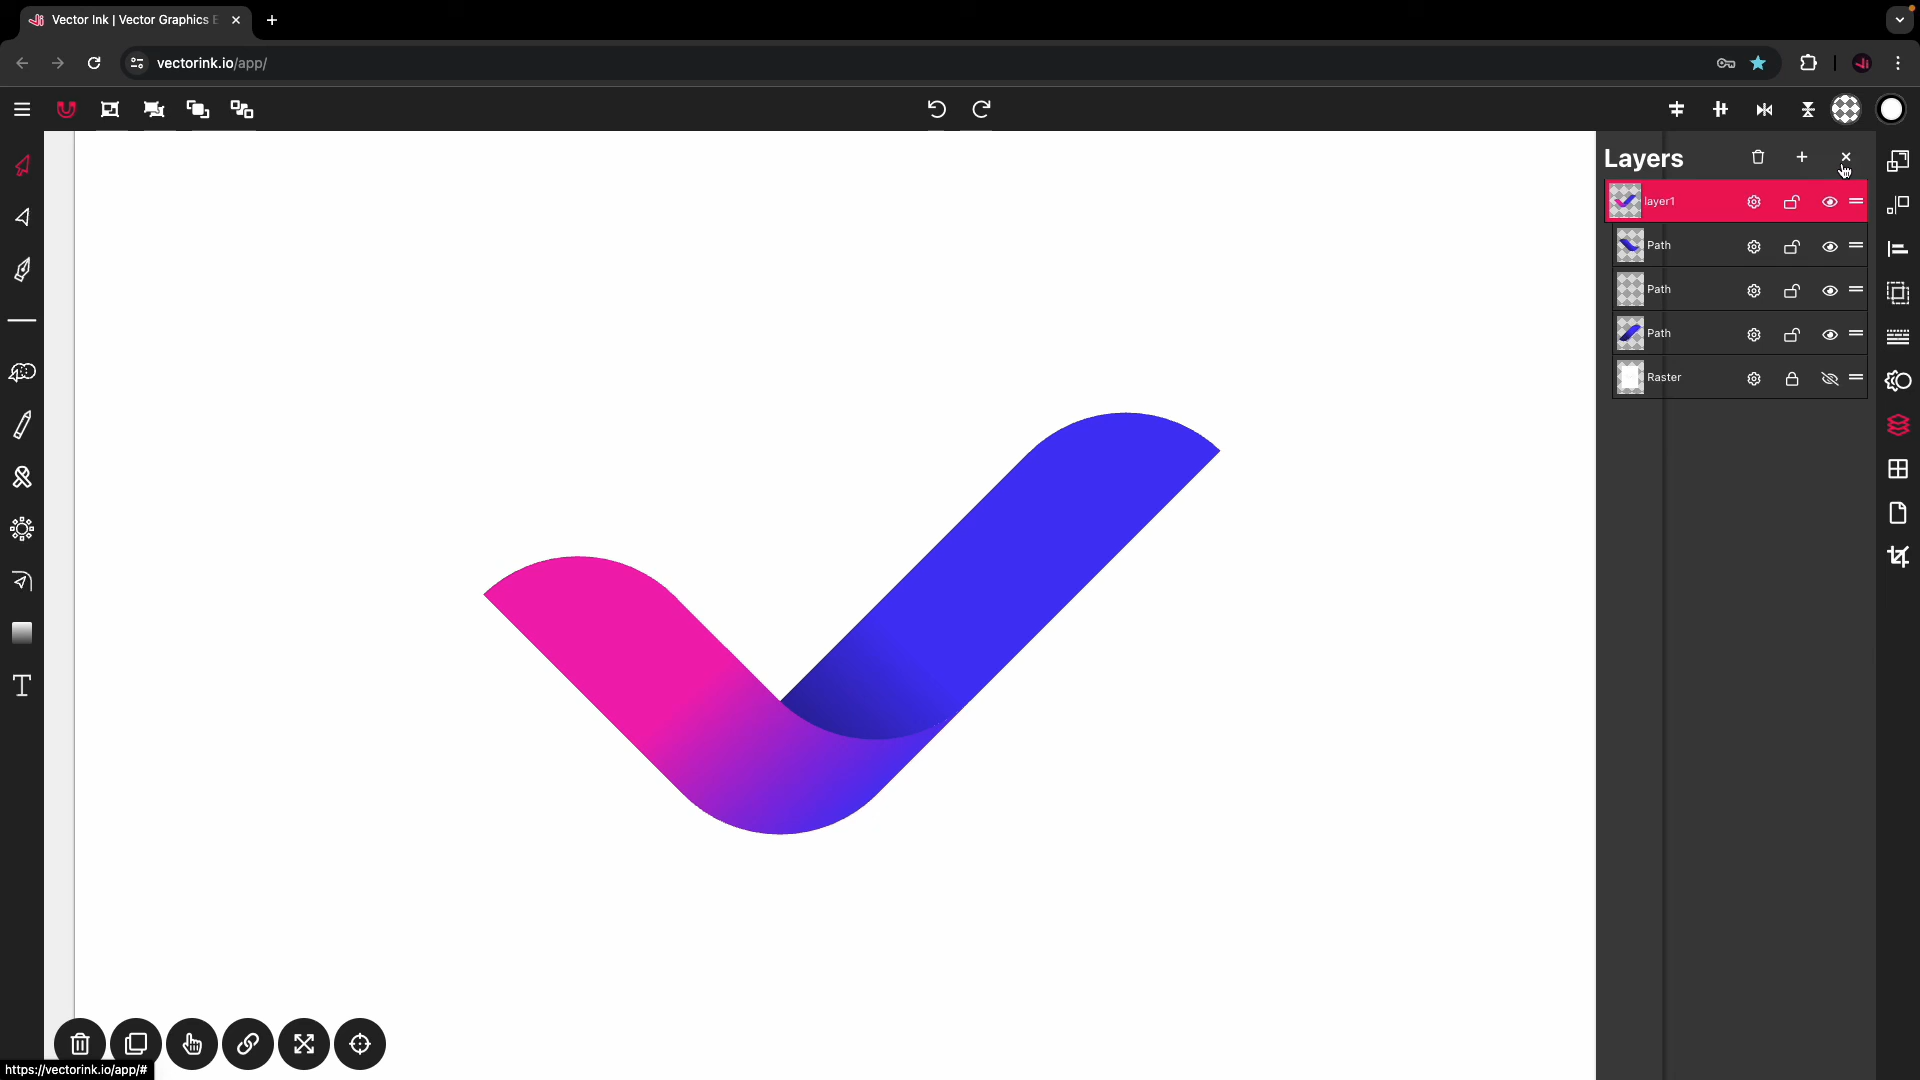 Vector Ink | Vector Graphics E
vectorink.io/app/
Layers
layer1
Path
Path
Path
Raster
T
https://vectorink.io/app/#